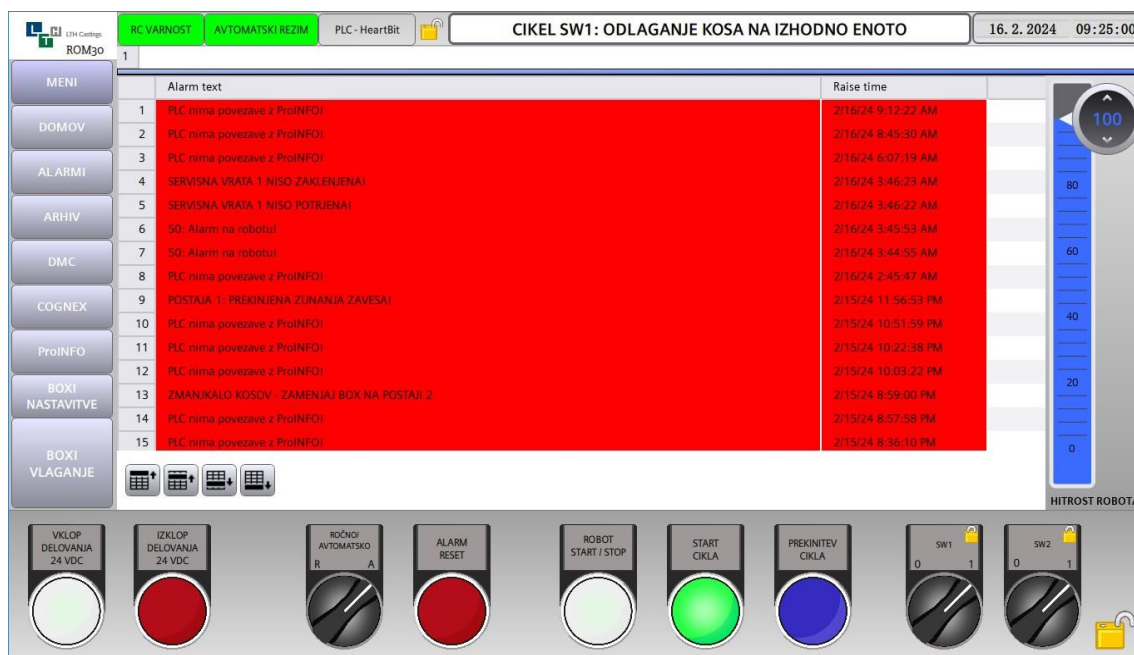 LTH Castings
ROM30
RC VARNOST
AVTOMATSKI REZIM
PLC - HeartBit
CIKEL SW1: ODLAGANJE KOSA NA IZHODNO ENOTO
16. 2. 2024 09:25:00
1
MENI
DOMOV
ALARMI
ARHIV
DMC
COGNEX
ProINFO
BOXI
NASTAVITVE
BOXI
VLAGANJE
Alarm text Raise time
1 PLC nima povezave z ProINFO! 2/16/24 9:12:22 AM
2 PLC nima povezave z ProINFO! 2/16/24 8:45:30 AM
3 PLC nima povezave z ProINFO! 2/16/24 6:07:19 AM
4 SERVISNA VRATA 1 NISO ZAKLENJENA! 2/16/24 3:46:23 AM
5 SERVISNA VRATA 1 NISO POTRJENA! 2/16/24 3:46:22 AM
6 50: Alarm na robotu! 2/16/24 3:45:53 AM
7 50: Alarm na robotu! 2/16/24 3:44:55 AM
8 PLC nima povezave z ProINFO! 2/16/24 2:45:47 AM
9 POSTAJA 1: PREKINJENA ZUNANJA ZAVESA! 2/15/24 11:56:53 PM
10 PLC nima povezave z ProINFO! 2/15/24 10:51:59 PM
11 PLC nima povezave z ProINFO! 2/15/24 10:22:38 PM
12 PLC nima povezave z ProINFO! 2/15/24 10:03:22 PM
13 ZMANJKALO KOSOV - ZAMENJAJ BOX NA POSTAJI 2 2/15/24 8:59:00 PM
14 PLC nima povezave z ProINFO! 2/15/24 8:57:58 PM
15 PLC nima povezave z ProINFO! 2/15/24 8:36:10 PM
100
80
60
40
20
0
HITROST ROBOTA
VKLOP
DELOVANJA
24 VDC
IZKLOP
DELOVANJA
24 VDC
ROČNO/
AVTOMATSKO
R A
ALARM
RESET
ROBOT
START / STOP
START
CIKLA
PREKINITEV
CIKLA
SW1
0 1
SW2
0 1